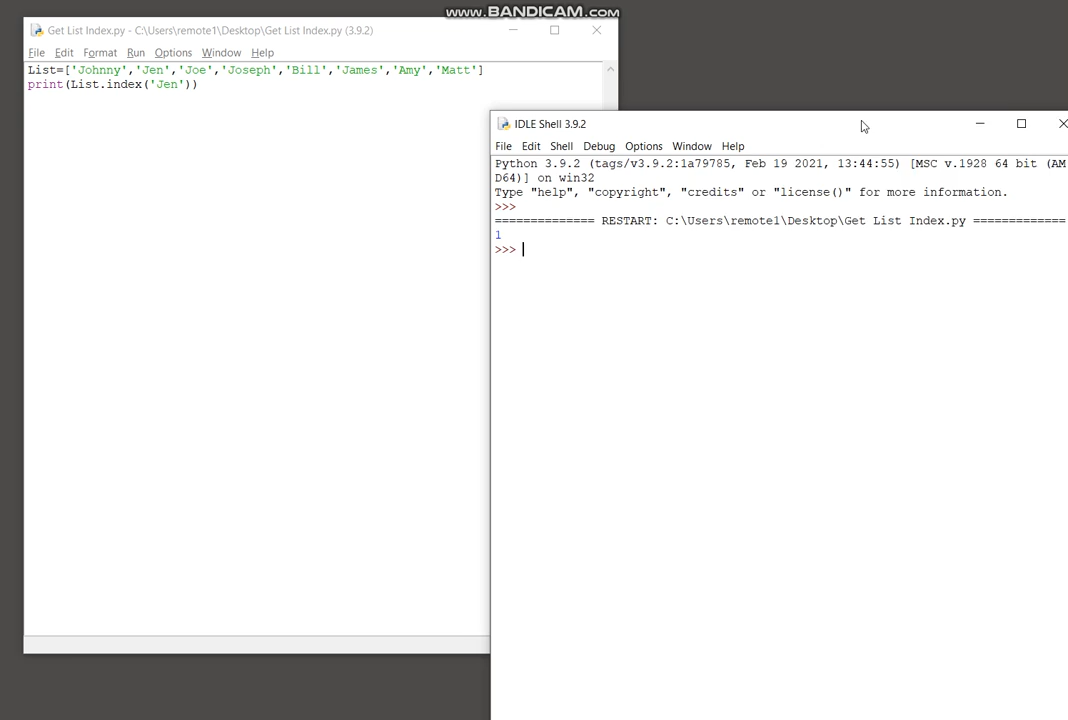 www.BANDICAM.com
Get List Index.py - C:\Users\remote1\Desktop\Get List Index.py (3.9.2)
File Edit Format Run Options Window Help
List=['Johnny','Jen','Joe','Joseph','Bill','James','Amy','Matt']
print(List.index('Jen'))
IDLE Shell 3.9.2
File Edit Shell Debug Options Window Help
Python 3.9.2 (tags/v3.9.2:1a79785, Feb 19 2021, 13:44:55) [MSC v.1928 64 bit (AM
D64)] on win32
Type "help", "copyright", "credits" or "license()" for more information.
>>>
============== RESTART: C:\Users\remote1\Desktop\Get List Index.py =============
1
>>>